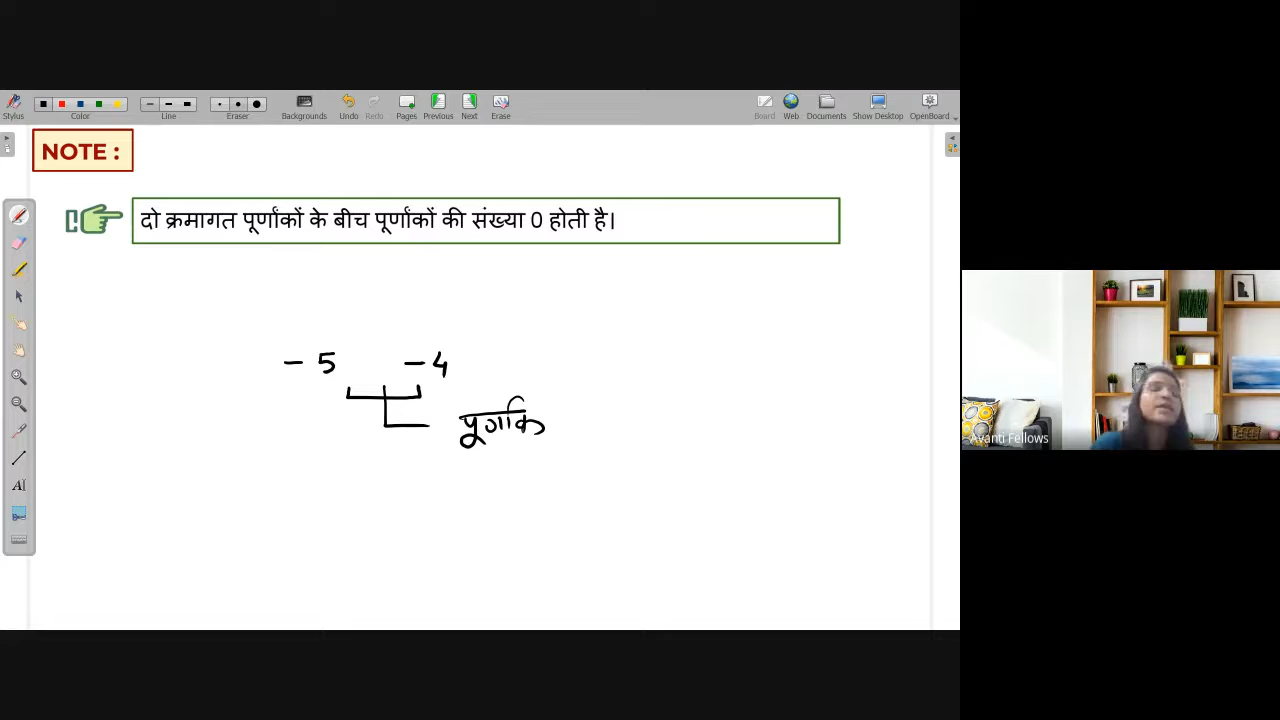 Stylus
Color
Line
Eraser
Backgrounds
Undo
Redo
Pages
Previous
Next
Erase
Board
Web
Documents
Show Desktop
OpenBoard
NOTE :
दो क्रमागत पूर्णांकों के बीच पूर्णांकों की संख्या 0 होती है।
- 5 - 4
पूर्णांक
Avanti Fellows